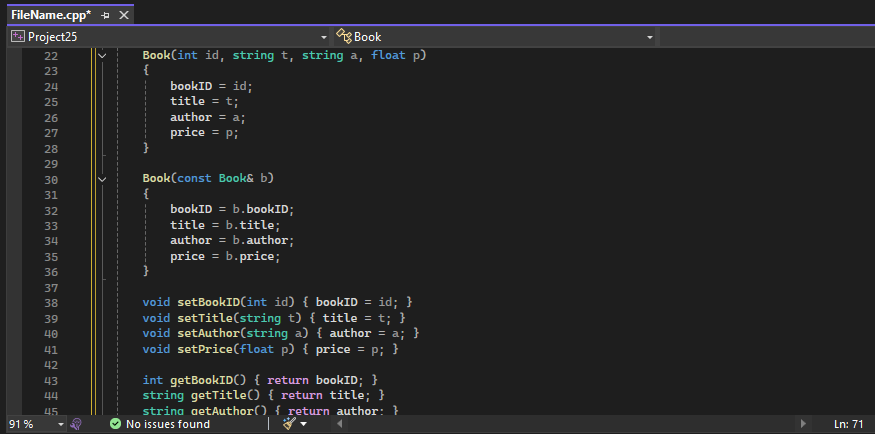 FileName.cpp*
Project25 Book
22 Book(int id, string t, string a, float p)
23 {
24 bookID = id;
25 title = t;
26 author = a;
27 price = p;
28 }
29
30 Book(const Book& b)
31 {
32 bookID = b.bookID;
33 title = b.title;
34 author = b.author;
35 price = b.price;
36 }
37
38 void setBookID(int id) { bookID = id; }
39 void setTitle(string t) { title = t; }
40 void setAuthor(string a) { author = a; }
41 void setPrice(float p) { price = p; }
42
43 int getBookID() { return bookID; }
44 string getTitle() { return title; }
45 string getAuthor() { return author; }
91 % No issues found Ln: 71